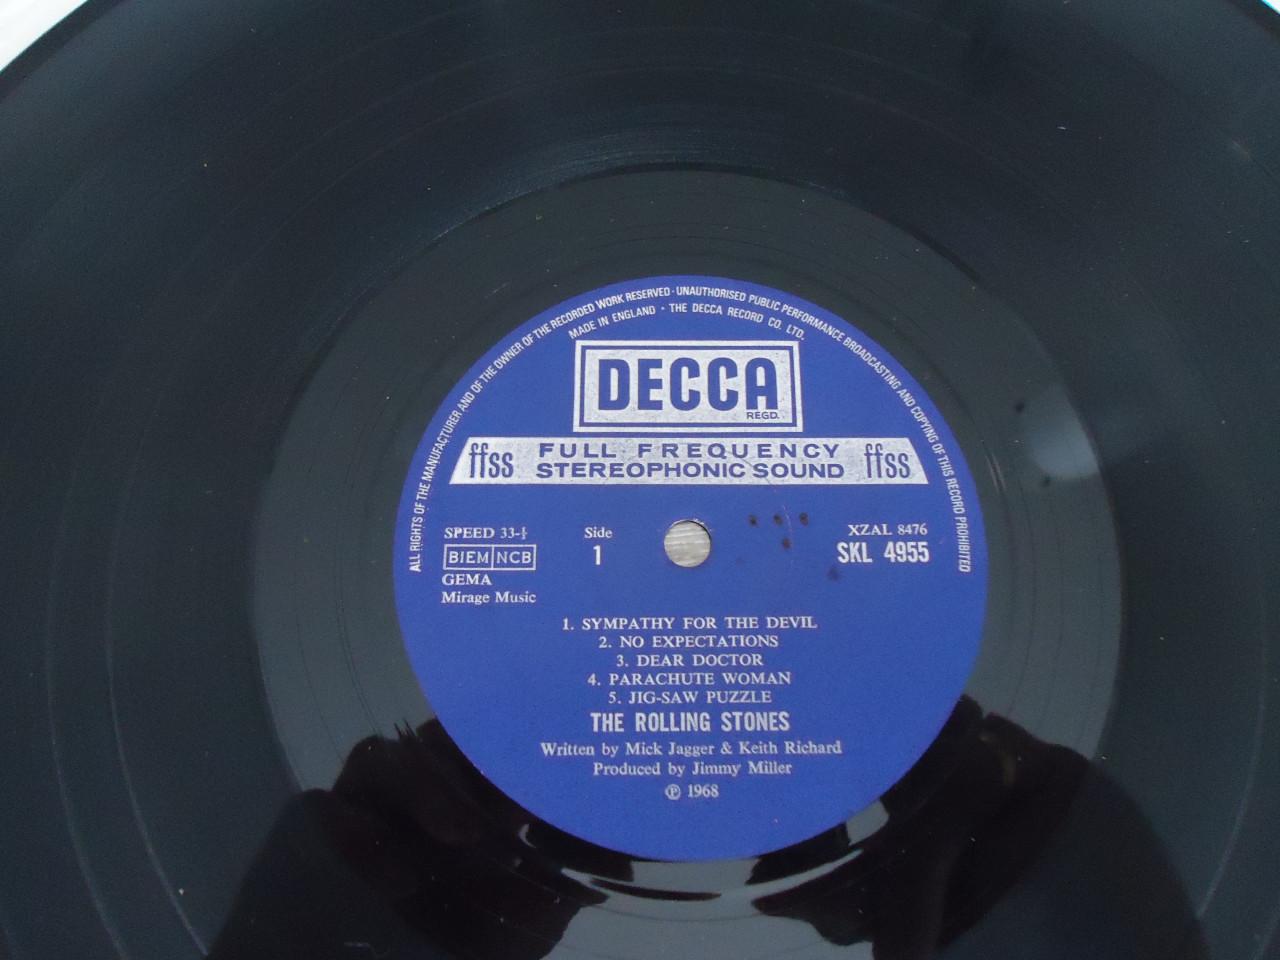 ALL RIGHTS OF THE MANUFACTURER AND OF THE OWNER OF THE RECORDED WORK RESERVED · UNAUTHORISED PUBLIC PERFORMANCE BROADCASTING AND COPYING OF THIS RECORD PROHIBITED
MADE IN ENGLAND · THE DECCA RECORD CO. LTD.
DECCA
REGD.
ffss FULL FREQUENCY ffss
STEREOPHONIC SOUND
SPEED 33-⅓ Side XZAL 8476
BIEM NCB 1 SKL 4955
GEMA
Mirage Music
1. SYMPATHY FOR THE DEVIL
2. NO EXPECTATIONS
3. DEAR DOCTOR
4. PARACHUTE WOMAN
5. JIG-SAW PUZZLE
THE ROLLING STONES
Written by Mick Jagger & Keith Richard
Produced by Jimmy Miller
℗ 1968